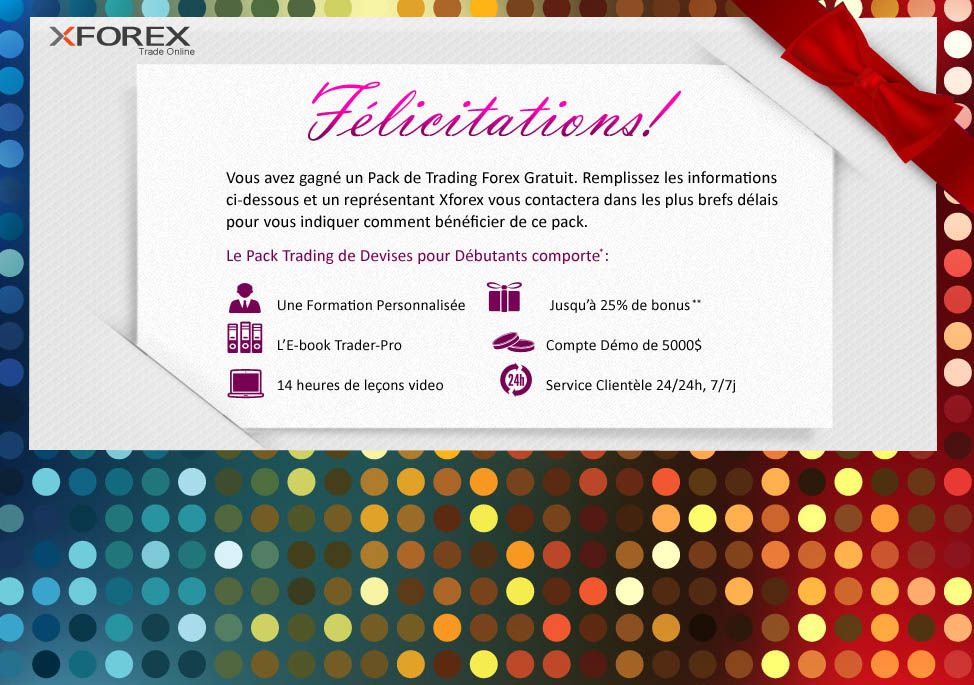 XFOREX
Trade Online
Félicitations!
Vous avez gagné un Pack de Trading Forex Gratuit. Remplissez les informations
ci-dessous et un représentant Xforex vous contactera dans les plus brefs délais
pour vous indiquer comment bénéficier de ce pack.
Le Pack Trading de Devises pour Débutants comporte*:
Une Formation Personnalisée
Jusqu'à 25% de bonus**
L'E-book Trader-Pro
Compte Démo de 5000$
14 heures de leçons video
24h
Service Clientèle 24/24h, 7/7j